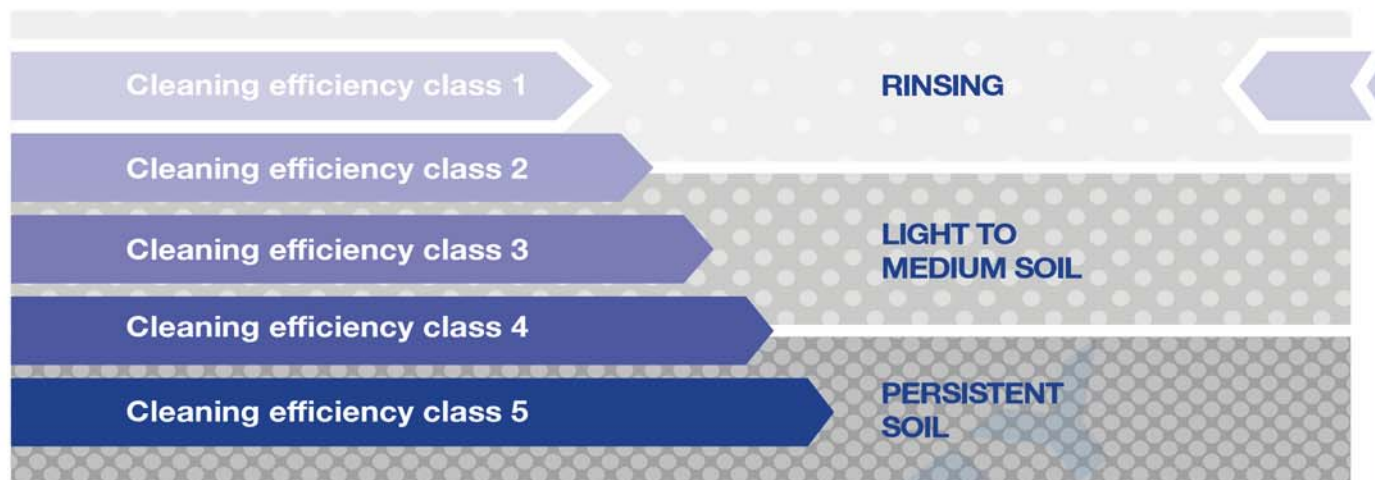 Cleaning efficiency class 1
RINSING
Cleaning efficiency class 2
Cleaning efficiency class 3
LIGHT TO
MEDIUM SOIL
Cleaning efficiency class 4
Cleaning efficiency class 5
PERSISTENT
SOIL